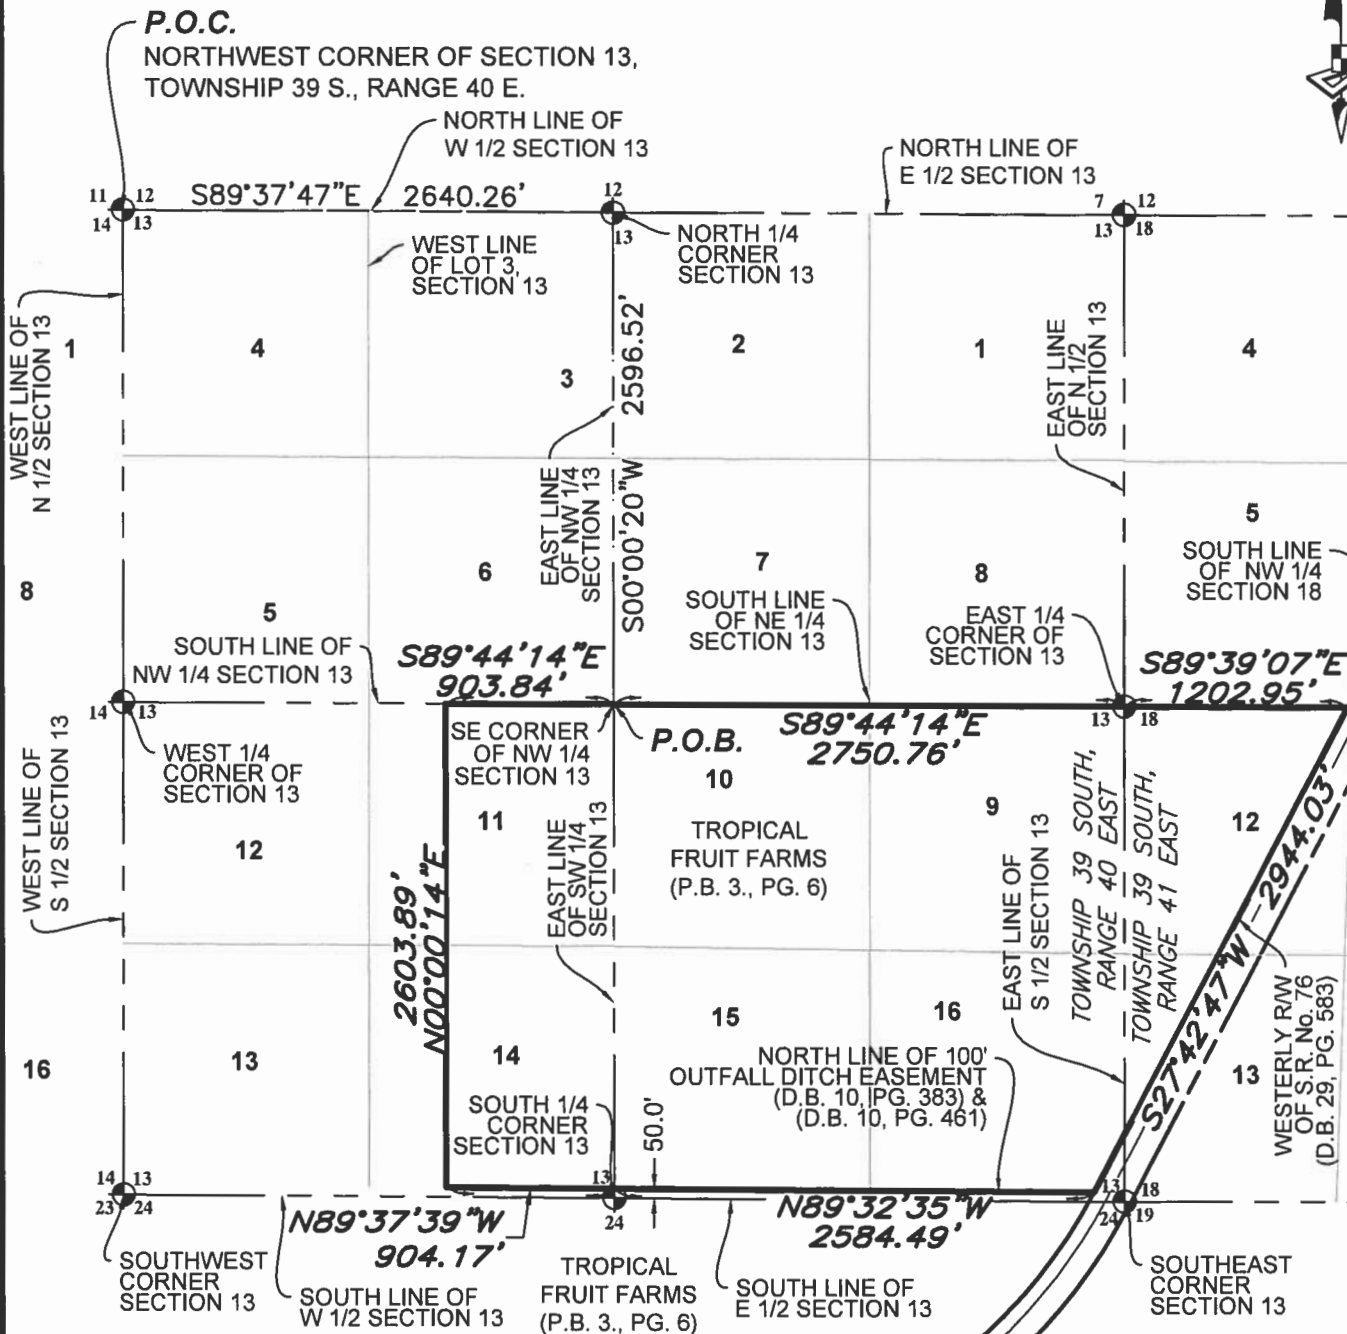 P.O.C.
NORTHWEST CORNER OF SECTION 13,
TOWNSHIP 39 S., RANGE 40 E.
NORTH LINE OF
W 1/2 SECTION 13
NORTH LINE OF
E 1/2 SECTION 13
11 12
14 13
S89°37'47"E 2640.26'
12
13
7 12
13 18
WEST LINE
OF LOT 3,
SECTION 13
NORTH 1/4
CORNER
SECTION 13
WEST LINE OF
N 1/2 SECTION 13
1
4
3
2596.52'
S00°00'20"W
2
1
EAST LINE
OF N 1/2
SECTION 13
4
EAST LINE
OF NW 1/4
SECTION 13
8
5
6
7
8
5
SOUTH LINE
OF NW 1/4
SECTION 18
SOUTH LINE OF
NW 1/4 SECTION 13
S89°44'14"E
903.84'
SOUTH LINE
OF NE 1/4
SECTION 13
EAST 1/4
CORNER OF
SECTION 13
S89°39'07"E
1202.95'
14 13
13 18
WEST 1/4
CORNER OF
SECTION 13
WEST LINE OF
S 1/2 SECTION 13
SE CORNER
OF NW 1/4
SECTION 13
P.O.B.
S89°44'14"E
2750.76'
10
11
12
9
12
TROPICAL
FRUIT FARMS
(P.B. 3., PG. 6)
EAST LINE
OF SW 1/4
SECTION 13
EAST LINE OF
S 1/2 SECTION 13
TOWNSHIP 39 SOUTH,
RANGE 40 EAST
TOWNSHIP 39 SOUTH,
RANGE 41 EAST
2603.89'
N00°00'14"E
S27°42'47"W 2944.03'
WESTERLY R/W
OF S.R. No. 76
(D.B. 29, PG. 583)
16
13
14
15
16
13
NORTH LINE OF 100'
OUTFALL DITCH EASEMENT
(D.B. 10, PG. 383) &
(D.B. 10, PG. 461)
SOUTH 1/4
CORNER
SECTION 13
50.0'
14 13
23 24
13
24
13 18
24 19
N89°37'39"W
904.17'
N89°32'35"W
2584.49'
SOUTHWEST
CORNER
SECTION 13
SOUTH LINE OF
W 1/2 SECTION 13
TROPICAL
FRUIT FARMS
(P.B. 3., PG. 6)
SOUTH LINE OF
E 1/2 SECTION 13
SOUTHEAST
CORNER
SECTION 13